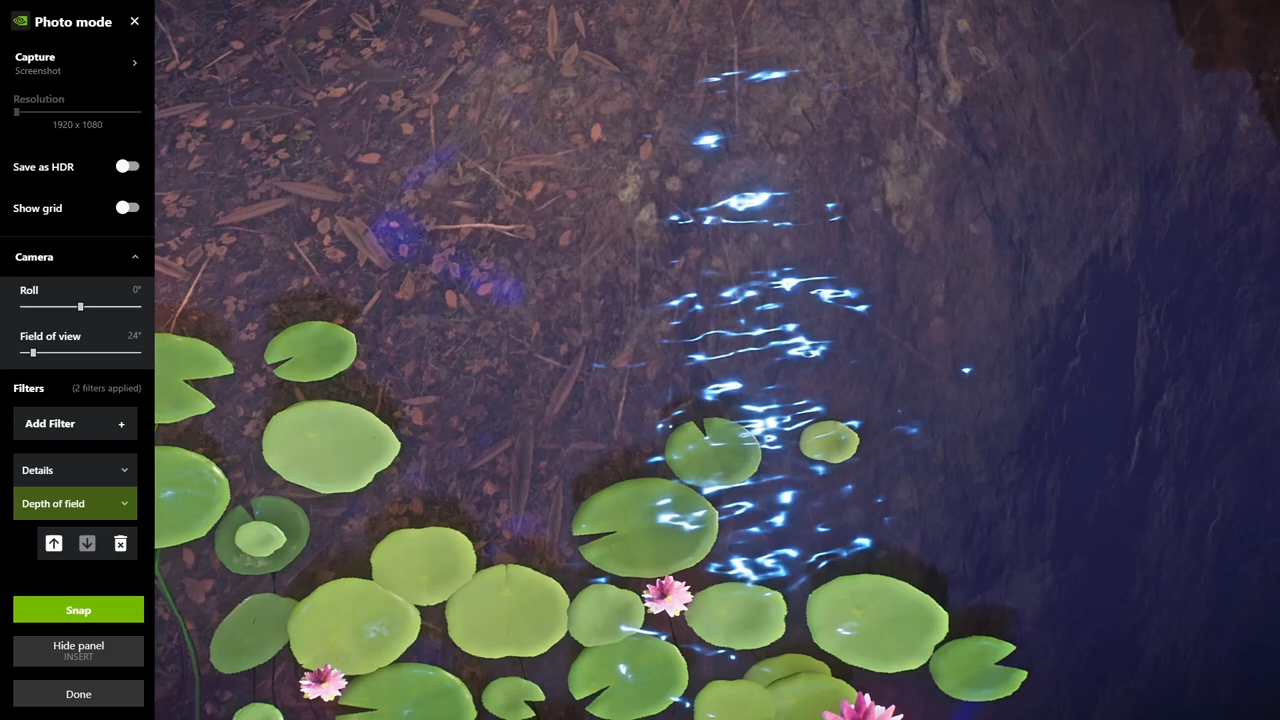 Photo mode
Capture
Screenshot
Resolution
1920 x 1080
Save as HDR
Show grid
Camera
Roll
0°
Field of view
24°
Filters
(2 filters applied)
Add Filter
+
Details
Depth of field
Snap
Hide panel
INSERT
Done